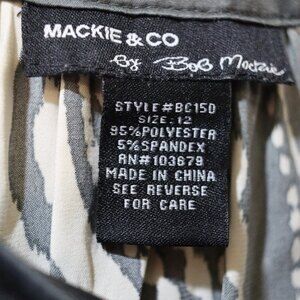 MACKIE & CO
by Bob Mackie
STYLE#BC150
SIZE: 12
95%POLYESTER
5%SPANDEX
RN#103679
MADE IN CHINA
SEE REVERSE
FOR CARE